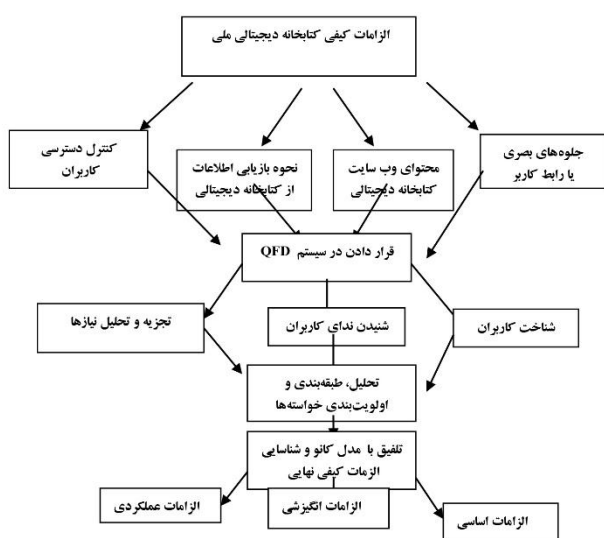 الزامات کیفی کتابخانه دیجیتالی ملی
جلوه‌های بصری
یا رابط کاربر
محتوای وب سایت
کتابخانه دیجیتالی
نحوه بازیابی اطلاعات
از کتابخانه دیجیتالی
کنترل دسترسی
کاربران
قرار دادن در سیستم QFD
شناخت کاربران
شنیدن ندای کاربران
تجزیه و تحلیل نیازها
تحلیل، طبقه‌بندی و
اولویت‌بندی خواسته‌ها
تلفیق با مدل کانو و شناسایی
الزمات کیفی نهایی
الزامات اساسی
الزامات انگیزشی
الزامات عملکردی